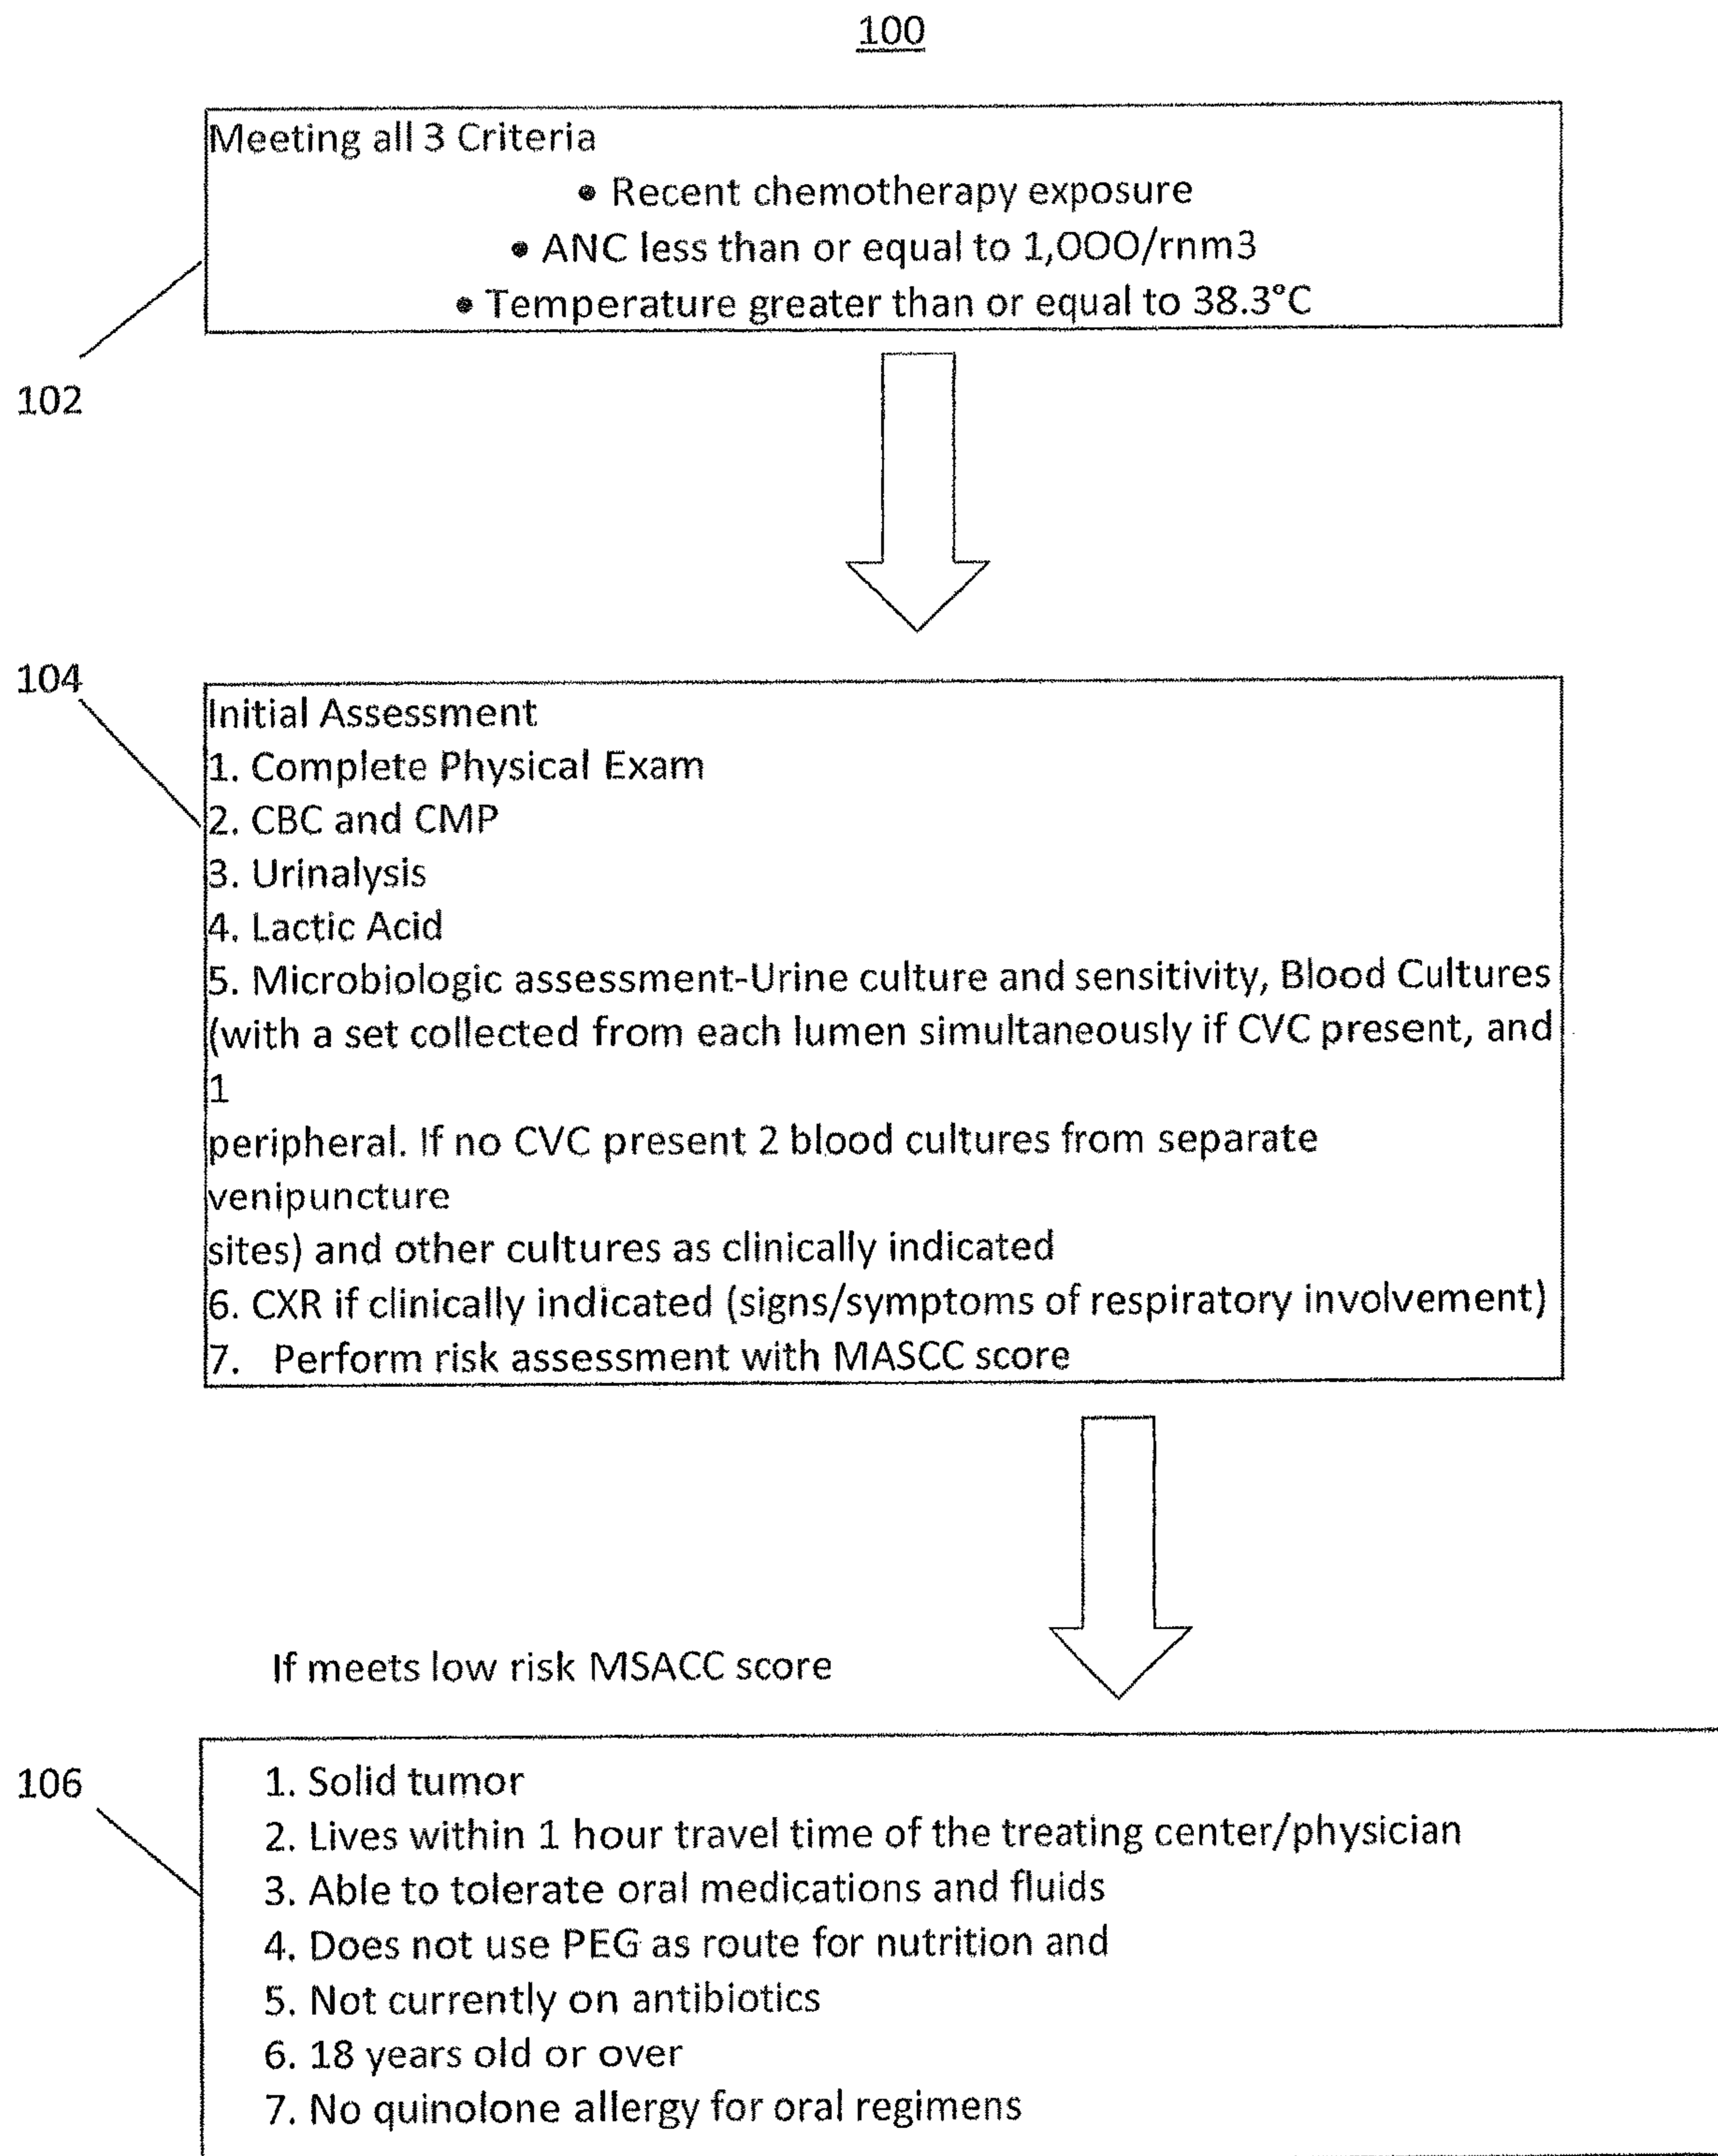 100
Meeting all 3 Criteria
• Recent chemotherapy exposure
• ANC less than or equal to 1,OOO/rnm3
• Temperature greater than or equal to 38.3°C
102
104
Initial Assessment
1. Complete Physical Exam
2. CBC and CMP
3. Urinalysis
4. Lactic Acid
5. Microbiologic assessment-Urine culture and sensitivity, Blood Cultures
(with a set collected from each lumen simultaneously if CVC present, and
1
peripheral. If no CVC present 2 blood cultures from separate
venipuncture
sites) and other cultures as clinically indicated
6. CXR if clinically indicated (signs/symptoms of respiratory involvement)
7. Perform risk assessment with MASCC score
If meets low risk MSACC score
106
1. Solid tumor
2. Lives within 1 hour travel time of the treating center/physician
3. Able to tolerate oral medications and fluids
4. Does not use PEG as route for nutrition and
5. Not currently on antibiotics
6. 18 years old or over
7. No quinolone allergy for oral regimens